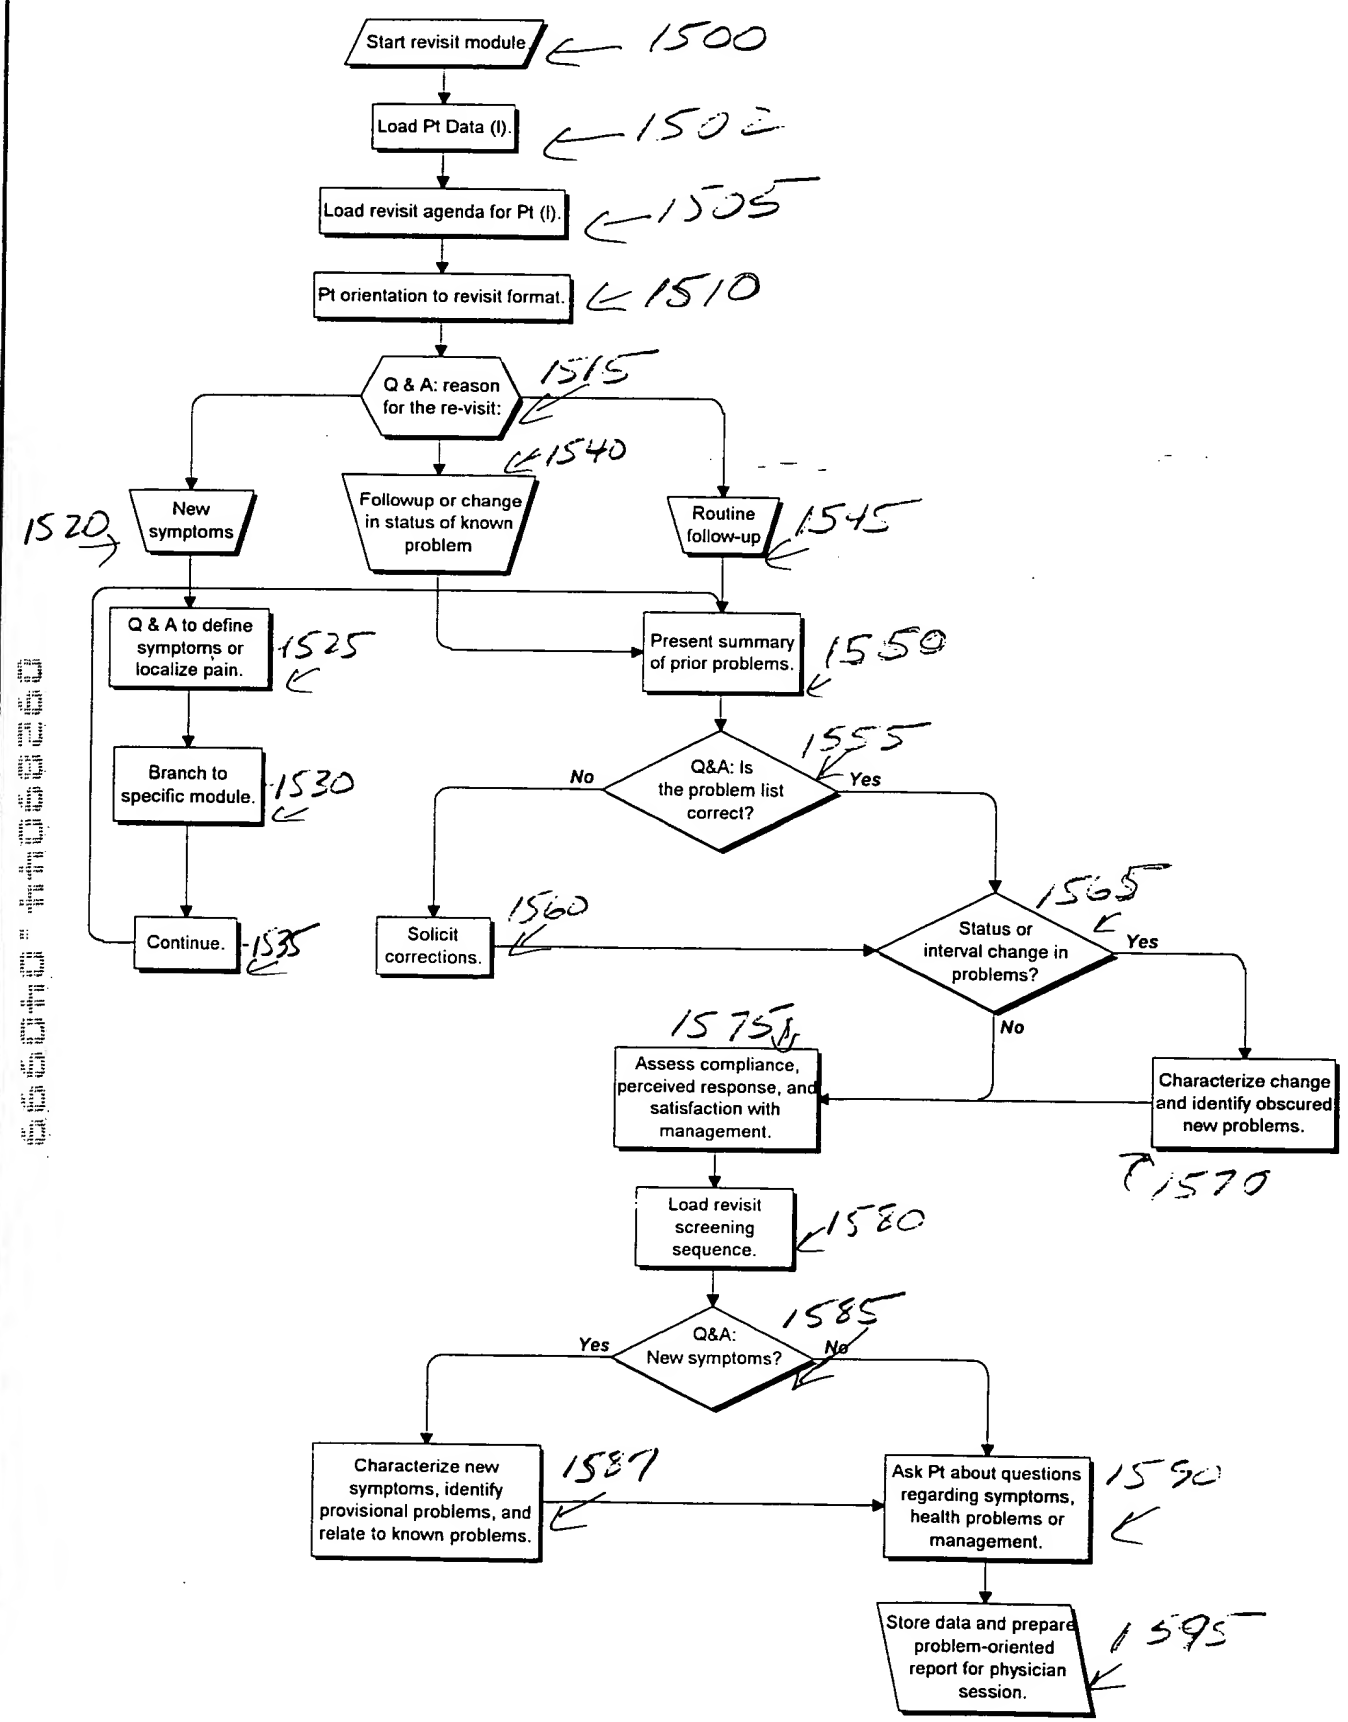 Start revisit module.
1500
Load Pt Data (I).
1502
Load revisit agenda for Pt (I).
1505
Pt orientation to revisit format.
1510
Q & A: reason
for the re-visit:
1515
1540
New
symptoms
1520
Followup or change
in status of known
problem
Routine
follow-up
1545
Q & A to define
symptoms or
localize pain.
1525
Present summary
of prior problems.
1550
Branch to
specific module.
1530
Q&A: Is
the problem list
correct?
1555
No
Yes
Continue.
1535
Solicit
corrections.
1560
Status or
interval change in
problems?
1565
Yes
No
1575
Assess compliance,
perceived response, and
satisfaction with
management.
Characterize change
and identify obscured
new problems.
1570
Load revisit
screening
sequence.
1580
Q&A:
New symptoms?
1585
Yes
No
Characterize new
symptoms, identify
provisional problems, and
relate to known problems.
1587
Ask Pt about questions
regarding symptoms,
health problems or
management.
1590
Store data and prepare
problem-oriented
report for physician
session.
1595